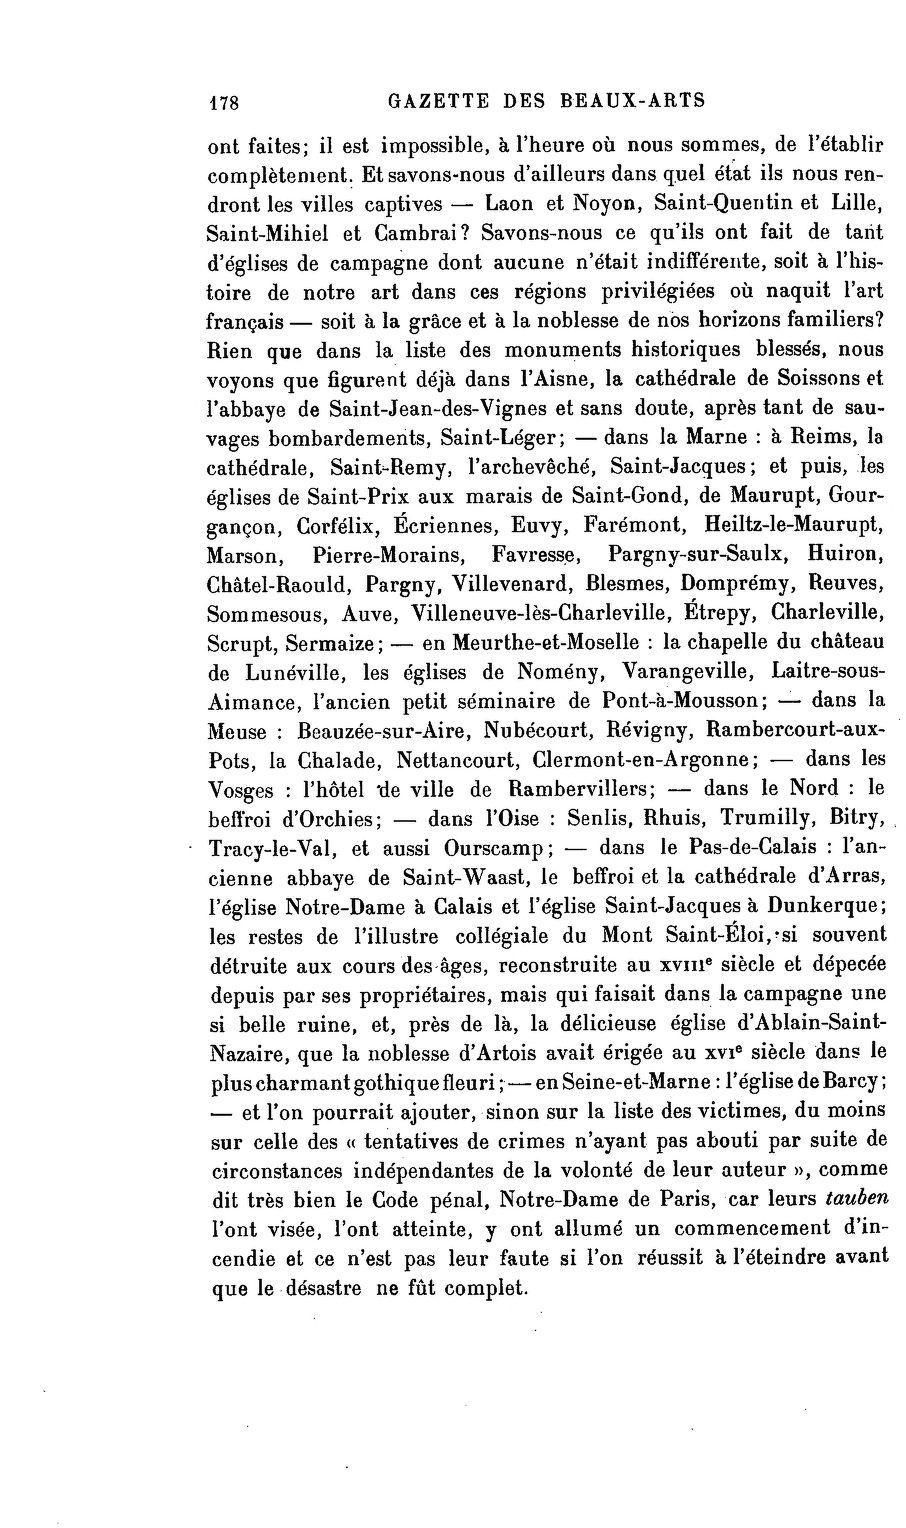 178 GAZETTE DES BEAUX-ARTS
ont faites; il est impossible, à l'heure où nous sommes, de l'établir
complètement. Et savons-nous d'ailleurs dans quel état ils nous ren-
dront les villes captives — Laon et Noyon, Saint-Quentin et Lille,
Saint-Mihiel et Cambrai? Savons-nous ce qu'ils ont fait de tant
d'églises de campagne dont aucune n'était indifférente, soit à l'his-
toire de notre art dans ces régions privilégiées où naquit l'art
français — soit à la grâce et à la noblesse de nos horizons familiers?
Rien que dans la liste des monuments historiques blessés, nous
voyons que figurent déjà dans l'Aisne, la cathédrale de Soissons et
l'abbaye de Saint-Jean-des-Vignes et sans doute, après tant de sau-
vages bombardements, Saint-Léger; — dans la Marne : à Reims, la
cathédrale, Saint-Remy, l'archevêché, Saint-Jacques; et puis, les
églises de Saint-Prix aux marais de Saint-Gond, de Maurupt, Gour-
gançon, Corfélix, Écriennes, Euvy, Farémont, Heiltz-le-Maurupt,
Marson, Pierre-Morains, Favresse, Pargny-sur-Saulx, Huiron,
Châtel-Raould, Pargny, Villevenard, Blesmes, Domprémy, Reuves,
Sommesous, Auve, Villeneuve-lès-Charleville, Étrepy, Charleville,
Scrupt, Sermaize; — en Meurthe-et-Moselle : la chapelle du château
de Lunéville, les églises de Nomény, Varangeville, Laitre-sous-
Aimance, l'ancien petit séminaire de Pont-à-Mousson; — dans la
Meuse : Beauzée-sur-Aire, Nubécourt, Révigny, Rambercourt-aux-
Pots, la Chalade, Nettancourt, Clermont-en-Argonne; — dans les
Vosges : l'hôtel de ville de Rambervillers; — dans le Nord : le
beffroi d'Orchies; — dans l'Oise : Senlis, Rhuis, Trumilly, Bitry,
Tracy-le-Val, et aussi Ourscamp; — dans le Pas-de-Calais : l'an-
cienne abbaye de Saint-Waast, le beffroi et la cathédrale d'Arras,
l'église Notre-Dame à Calais et l'église Saint-Jacques à Dunkerque;
les restes de l'illustre collégiale du Mont Saint-Éloi, si souvent
détruite aux cours des âges, reconstruite au XVIIIe siècle et dépecée
depuis par ses propriétaires, mais qui faisait dans la campagne une
si belle ruine, et, près de là, la délicieuse église d'Ablain-Saint-
Nazaire, que la noblesse d'Artois avait érigée au XVIe siècle dans le
plus charmant gothique fleuri; — en Seine-et-Marne : l'église de Barcy;
— et l'on pourrait ajouter, sinon sur la liste des victimes, du moins
sur celle des « tentatives de crimes n'ayant pas abouti par suite de
circonstances indépendantes de la volonté de leur auteur », comme
dit très bien le Code pénal, Notre-Dame de Paris, car leurs tauben
l'ont visée, l'ont atteinte, y ont allumé un commencement d'in-
cendie et ce n'est pas leur faute si l'on réussit à l'éteindre avant
que le désastre ne fût complet.